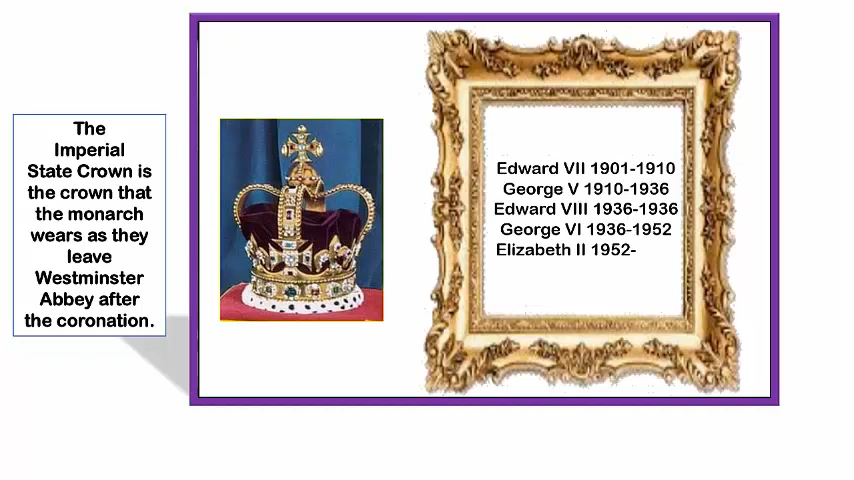 The
Imperial
State Crown is
the crown that
the monarch
wears as they
leave
Westminster
Abbey after
the coronation.
Edward VII 1901-1910
George V 1910-1936
Edward VIII 1936-1936
George VI 1936-1952
Elizabeth II 1952-